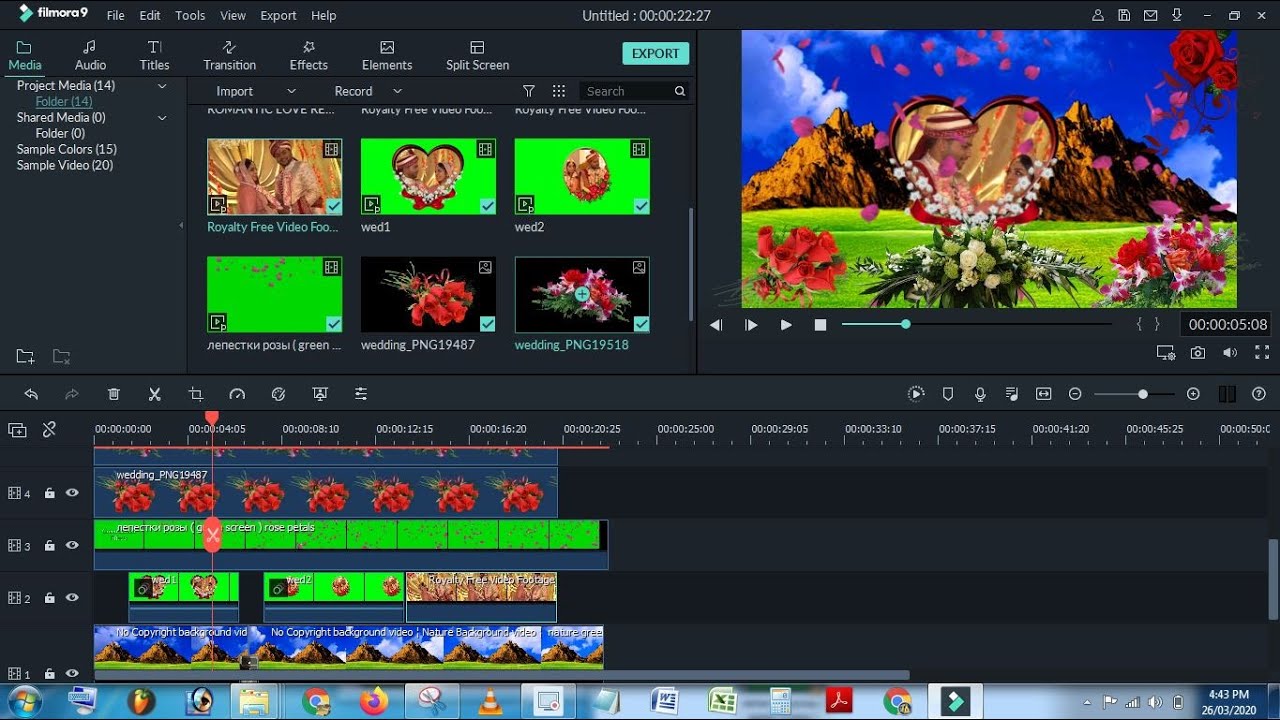 filmora9 File Edit Tools View Export Help Untitled : 00:00:22:27
Media Audio Titles Transition Effects Elements Split Screen EXPORT
Project Media (14)
Folder (14)
Shared Media (0)
Folder (0)
Sample Colors (15)
Sample Video (20)
Import Record Search
ROMANTIC LOVE RE... Royalty Free Video Foo... Royalty Free Video Foo...
Royalty Free Video Foo... wed1 wed2
лепестки розы ( green ... wedding_PNG19487 wedding_PNG19518
{ } 00:00:05:08
00:00:00:00 00:00:04:05 00:00:08:10 00:00:12:15 00:00:16:20 00:00:20:25 00:00:25:00 00:00:29:05 00:00:33:10 00:00:37:15 00:00:41:20 00:00:45:25 00:00:50:0
wedding_PNG19487
4
лепестки розы ( screen ) rose petals
3
wed1 wed2 Royalty Free Video Footage
2
No Copyright background vid No Copyright background video ¦ Nature Background video ¦ nature gree
1
4:43 PM
26/03/2020